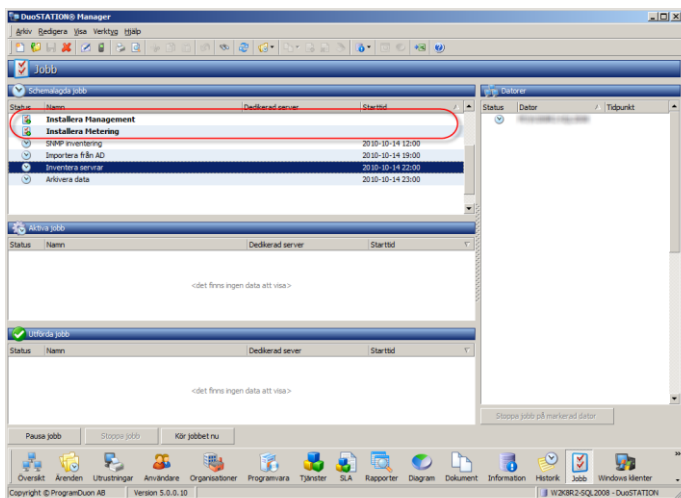 DuoSTATION® Manager
Arkiv Redigera Visa Verktyg Hjälp
Jobb
Schemalagda jobb
Status Namn Dedikerad server Starttid
Installera Management
Installera Metering
SNMP inventering 2010-10-14 12:00
Importera från AD 2010-10-14 19:00
Inventera servrar 2010-10-14 22:00
Arkivera data 2010-10-14 23:00
Datorer
Status Dator Tidpunkt
Aktiva jobb
Status Namn Dedikerad server Starttid
<det finns ingen data att visa>
Utförda jobb
Status Namn Dedikerad sever Starttid
<det finns ingen data att visa>
Stoppa jobb på markerad dator
Pausa jobb Stoppa jobb Kör jobbet nu
Översikt Ärenden Utrustningar Användare Organisationer Programvara Tjänster SLA Rapporter Diagram Dokument Information Historik Jobb Windows klienter
Copyright © ProgramDuon AB Version 5.0.0.10 W2K8R2-SQL2008 - DuoSTATION